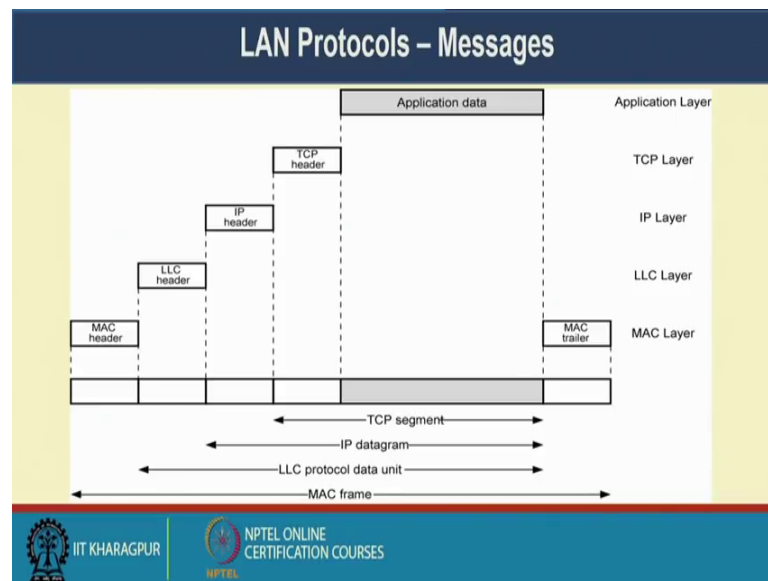 LAN Protocols – Messages
Application data
Application Layer
TCP
header
TCP Layer
IP
header
IP Layer
LLC
header
LLC Layer
MAC
header
MAC
trailer
MAC Layer
TCP segment
IP datagram
LLC protocol data unit
MAC frame
IIT KHARAGPUR
NPTEL ONLINE
CERTIFICATION COURSES
NPTEL